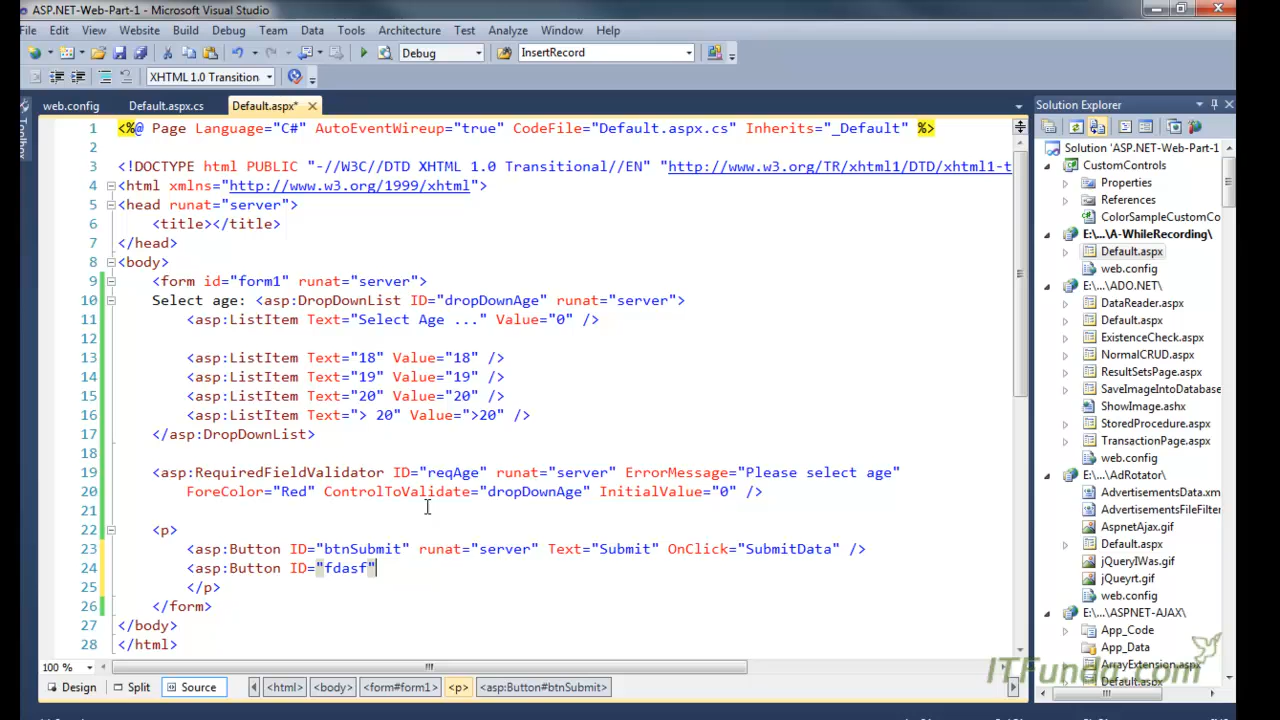 ASP.NET-Web-Part-1 - Microsoft Visual Studio
File Edit View Website Build Debug Team Data Tools Architecture Test Analyze Window Help
Debug InsertRecord
XHTML 1.0 Transition
web.config Default.aspx.cs Default.aspx*
1 <%@ Page Language="C#" AutoEventWireup="true" CodeFile="Default.aspx.cs" Inherits="_Default" %>
2
3 <!DOCTYPE html PUBLIC "-//W3C//DTD XHTML 1.0 Transitional//EN" "http://www.w3.org/TR/xhtml1/DTD/xhtml1-t
4 <html xmlns="http://www.w3.org/1999/xhtml">
5 <head runat="server">
6 <title></title>
7 </head>
8 <body>
9 <form id="form1" runat="server">
10 Select age: <asp:DropDownList ID="dropDownAge" runat="server">
11 <asp:ListItem Text="Select Age ..." Value="0" />
12
13 <asp:ListItem Text="18" Value="18" />
14 <asp:ListItem Text="19" Value="19" />
15 <asp:ListItem Text="20" Value="20" />
16 <asp:ListItem Text="> 20" Value=">20" />
17 </asp:DropDownList>
18
19 <asp:RequiredFieldValidator ID="reqAge" runat="server" ErrorMessage="Please select age"
20 ForeColor="Red" ControlToValidate="dropDownAge" InitialValue="0" />
21
22 <p>
23 <asp:Button ID="btnSubmit" runat="server" Text="Submit" OnClick="SubmitData" />
24 <asp:Button ID="fdasf"
25 </p>
26 </form>
27 </body>
28 </html>
100 %
Design Split Source <html> <body> <form#form1> <p> <asp:Button#btnSubmit>
Toolbox
Solution Explorer
Solution 'ASP.NET-Web-Part-1
CustomControls
Properties
References
ColorSampleCustomCo
E:\...\A-WhileRecording\
Default.aspx
web.config
E:\...\ADO.NET\
DataReader.aspx
Default.aspx
ExistenceCheck.aspx
NormalCRUD.aspx
ResultSetsPage.aspx
SaveImageIntoDatabase
ShowImage.ashx
StoredProcedure.aspx
TransactionPage.aspx
web.config
E:\...\AdRotator\
AdvertisementsData.xm
AdvertisementsFileFilter
AspnetAjax.gif
Default.aspx
jQueryIWas.gif
jQueyrt.gif
web.config
E:\...\ASPNET-AJAX\
App_Code
App_Data
ArrayExtension.aspx
Default.aspx
ITFunda.com